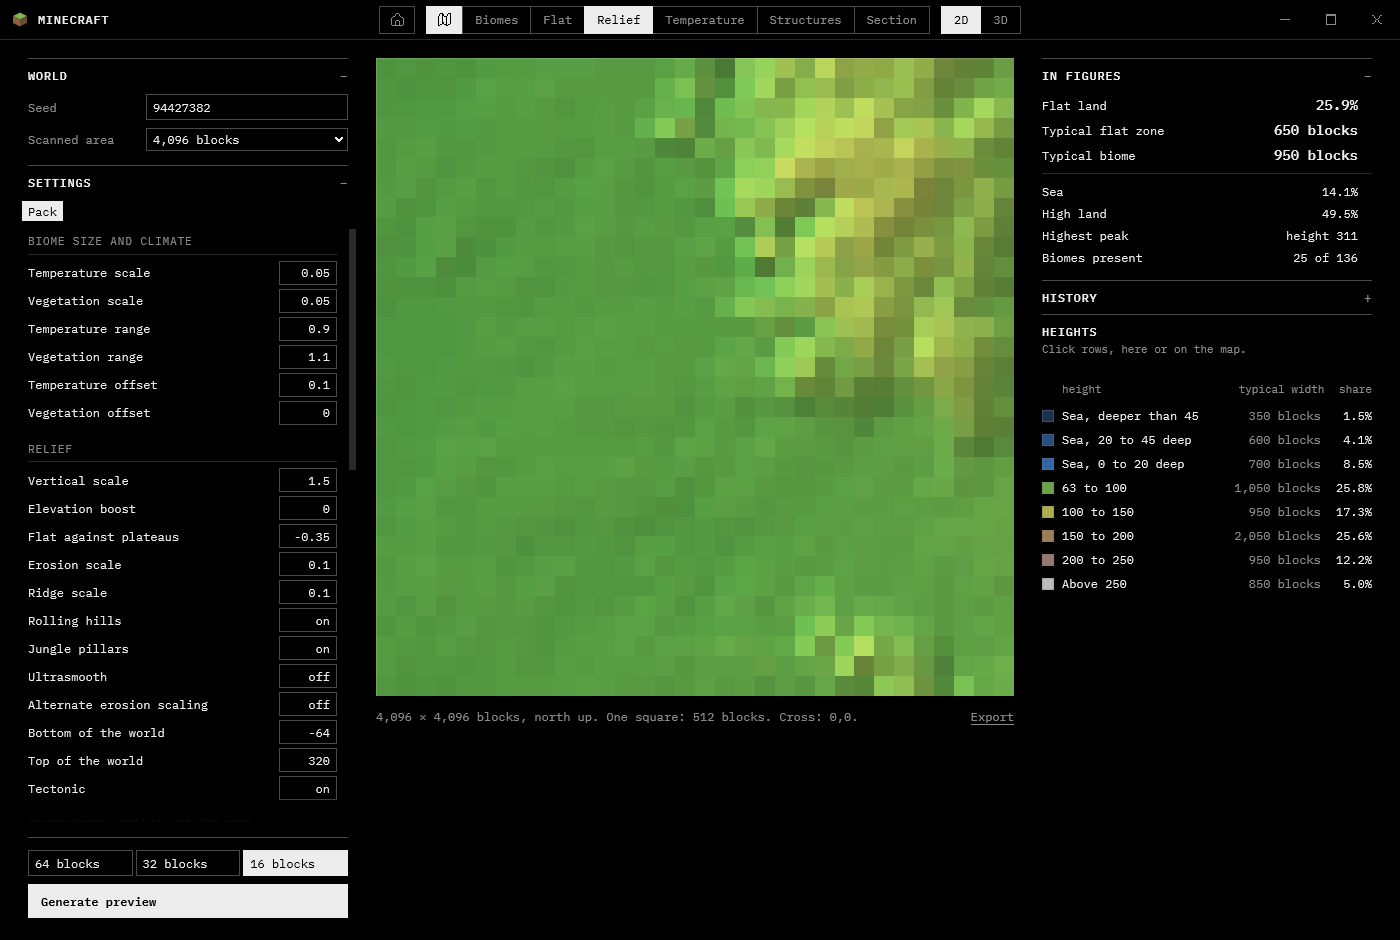 MINECRAFT
Biomes Flat Relief Temperature Structures Section 2D 3D
WORLD −
Seed 94427382
Scanned area 4,096 blocks
SETTINGS −
Pack
BIOME SIZE AND CLIMATE
Temperature scale 0.05
Vegetation scale 0.05
Temperature range 0.9
Vegetation range 1.1
Temperature offset 0.1
Vegetation offset 0
RELIEF
Vertical scale 1.5
Elevation boost 0
Flat against plateaus -0.35
Erosion scale 0.1
Ridge scale 0.1
Rolling hills on
Jungle pillars on
Ultrasmooth off
Alternate erosion scaling off
Bottom of the world -64
Top of the world 320
Tectonic on
64 blocks 32 blocks 16 blocks
Generate preview
4,096 × 4,096 blocks, north up. One square: 512 blocks. Cross: 0,0. Export
IN FIGURES −
Flat land 25.9%
Typical flat zone 650 blocks
Typical biome 950 blocks
Sea 14.1%
High land 49.5%
Highest peak height 311
Biomes present 25 of 136
HISTORY +
HEIGHTS
Click rows, here or on the map.
height typical width share
Sea, deeper than 45 350 blocks 1.5%
Sea, 20 to 45 deep 600 blocks 4.1%
Sea, 0 to 20 deep 700 blocks 8.5%
63 to 100 1,050 blocks 25.8%
100 to 150 950 blocks 17.3%
150 to 200 2,050 blocks 25.6%
200 to 250 950 blocks 12.2%
Above 250 850 blocks 5.0%